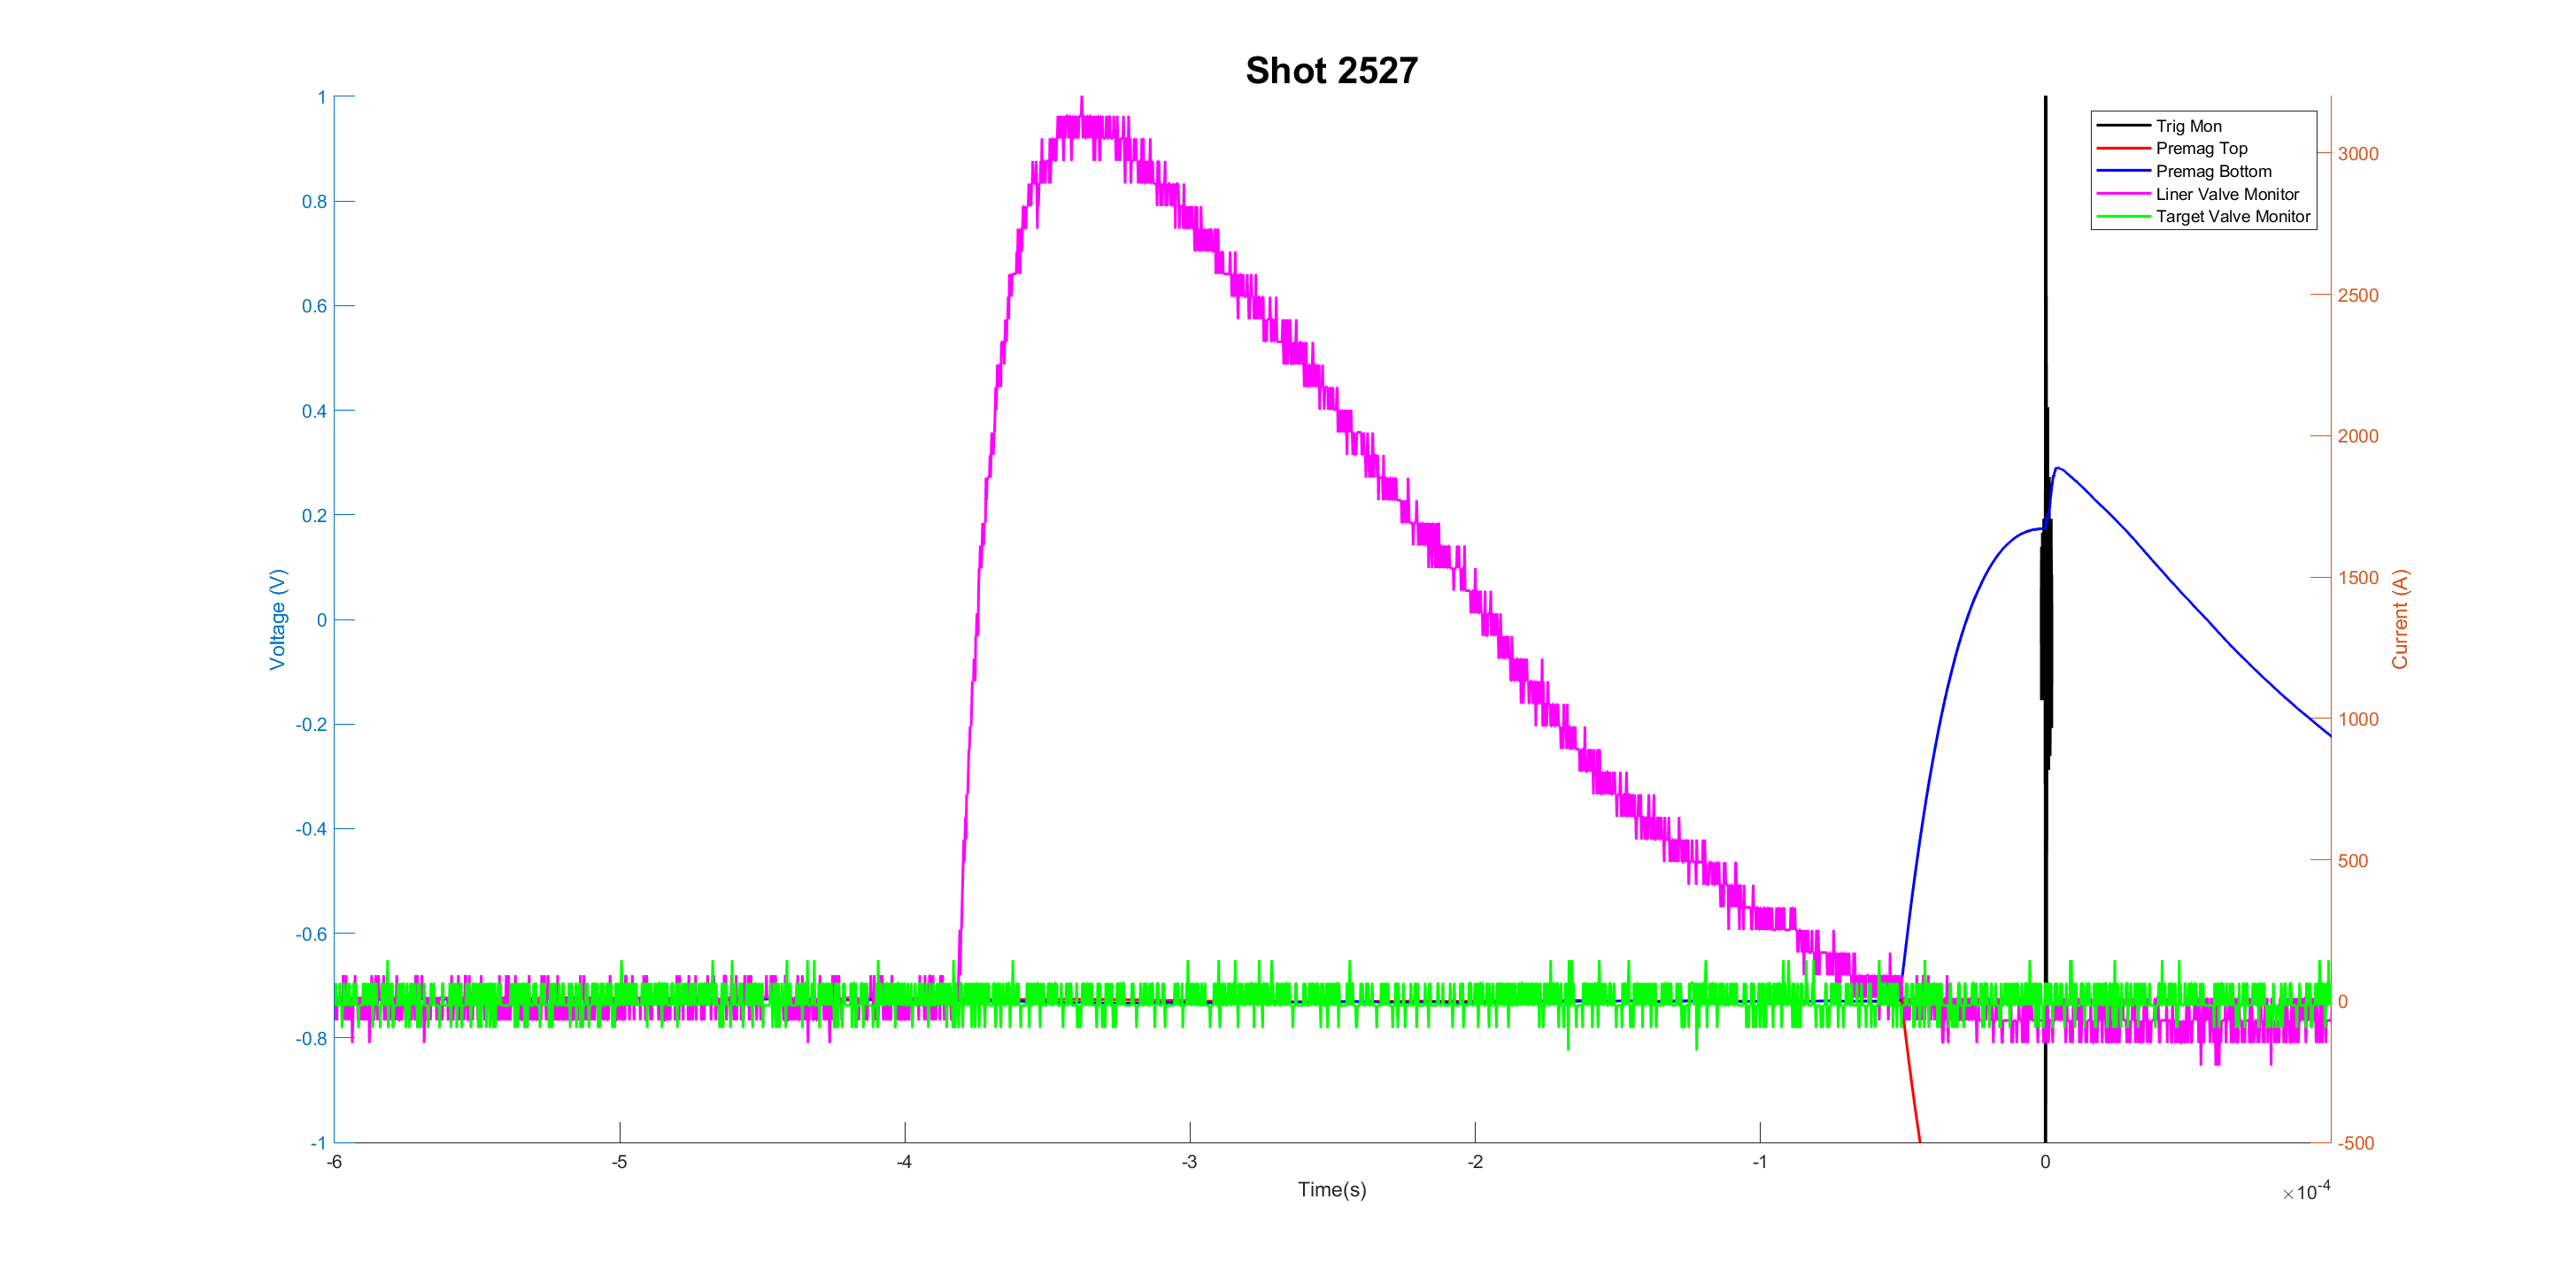 Shot 2527
Trig Mon
Premag Top
Premag Bottom
Liner Valve Monitor
Target Valve Monitor
Voltage (V)
1
0.8
0.6
0.4
0.2
0
-0.2
-0.4
-0.6
-0.8
-1
Current (A)
3000
2500
2000
1500
1000
500
0
-500
-6 -5 -4 -3 -2 -1 0
Time(s)
×10-4